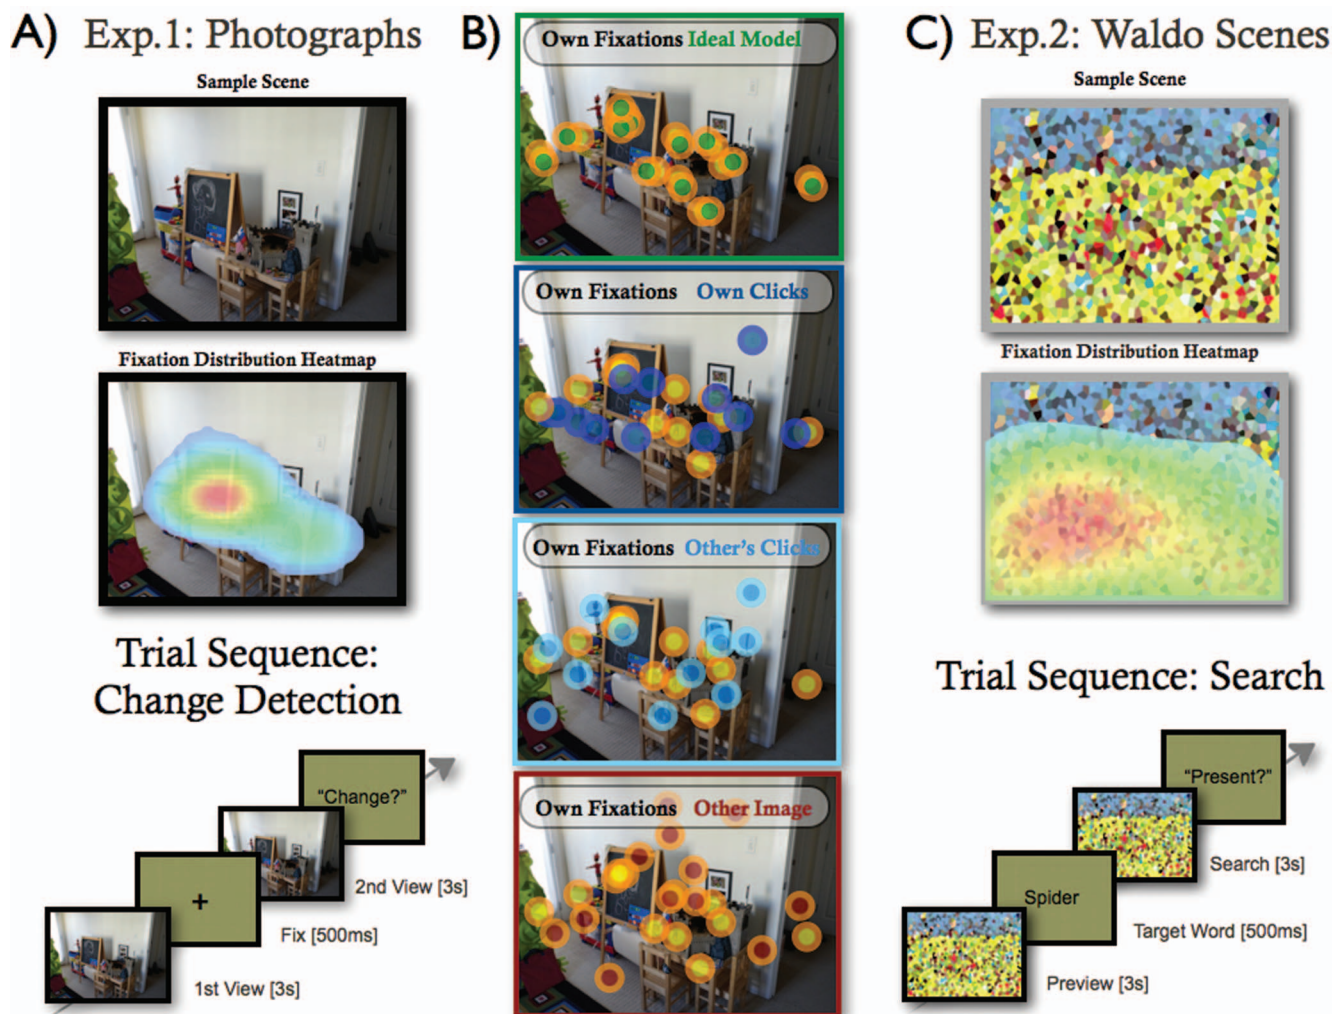 A) Exp.1: Photographs
Sample Scene
Fixation Distribution Heatmap
Trial Sequence:
Change Detection
"Change?"
2nd View [3s]
+
Fix [500ms]
1st View [3s]
B)
Own Fixations Ideal Model
Own Fixations Own Clicks
Own Fixations Other's Clicks
Own Fixations Other Image
C) Exp.2: Waldo Scenes
Sample Scene
Fixation Distribution Heatmap
Trial Sequence: Search
"Present?"
Search [3s]
Spider
Target Word [500ms]
Preview [3s]